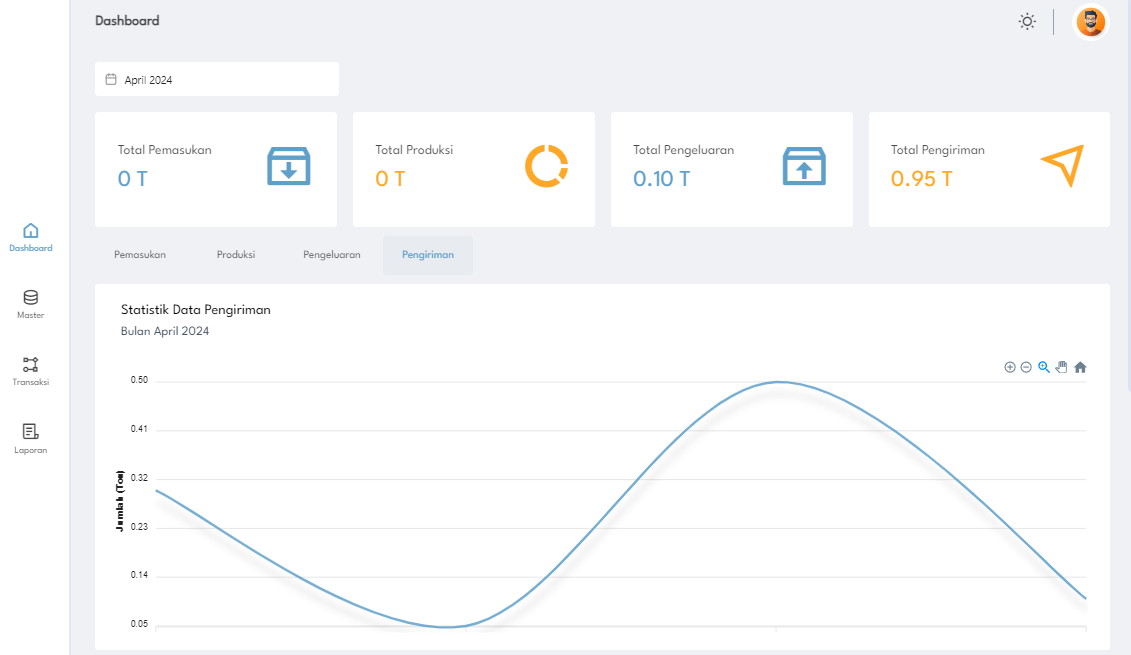 Dashboard
April 2024
Total Pemasukan
0 T
Total Produksi
0 T
Total Pengeluaran
0.10 T
Total Pengiriman
0.95 T
Dashboard
Master
Transaksi
Laporan
Pemasukan
Produksi
Pengeluaran
Pengiriman
Statistik Data Pengiriman
Bulan April 2024
0.50
0.41
0.32
0.23
0.14
0.05
Jumlah (Ton)